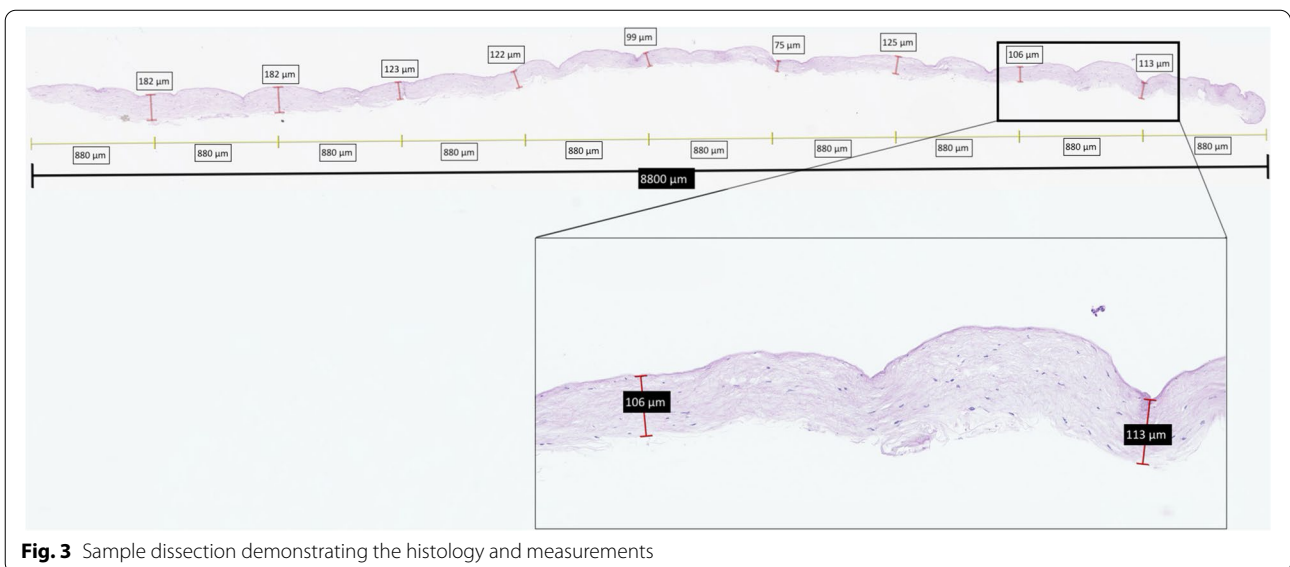 99 μm
122 μm
75 μm
125 μm
106 μm
113 μm
123 μm
182 μm
182 μm
880 μm
880 μm
880 μm
880 μm
880 μm
880 μm
880 μm
880 μm
880 μm
880 μm
8800 μm
106 μm
113 μm
Fig. 3 Sample dissection demonstrating the histology and measurements